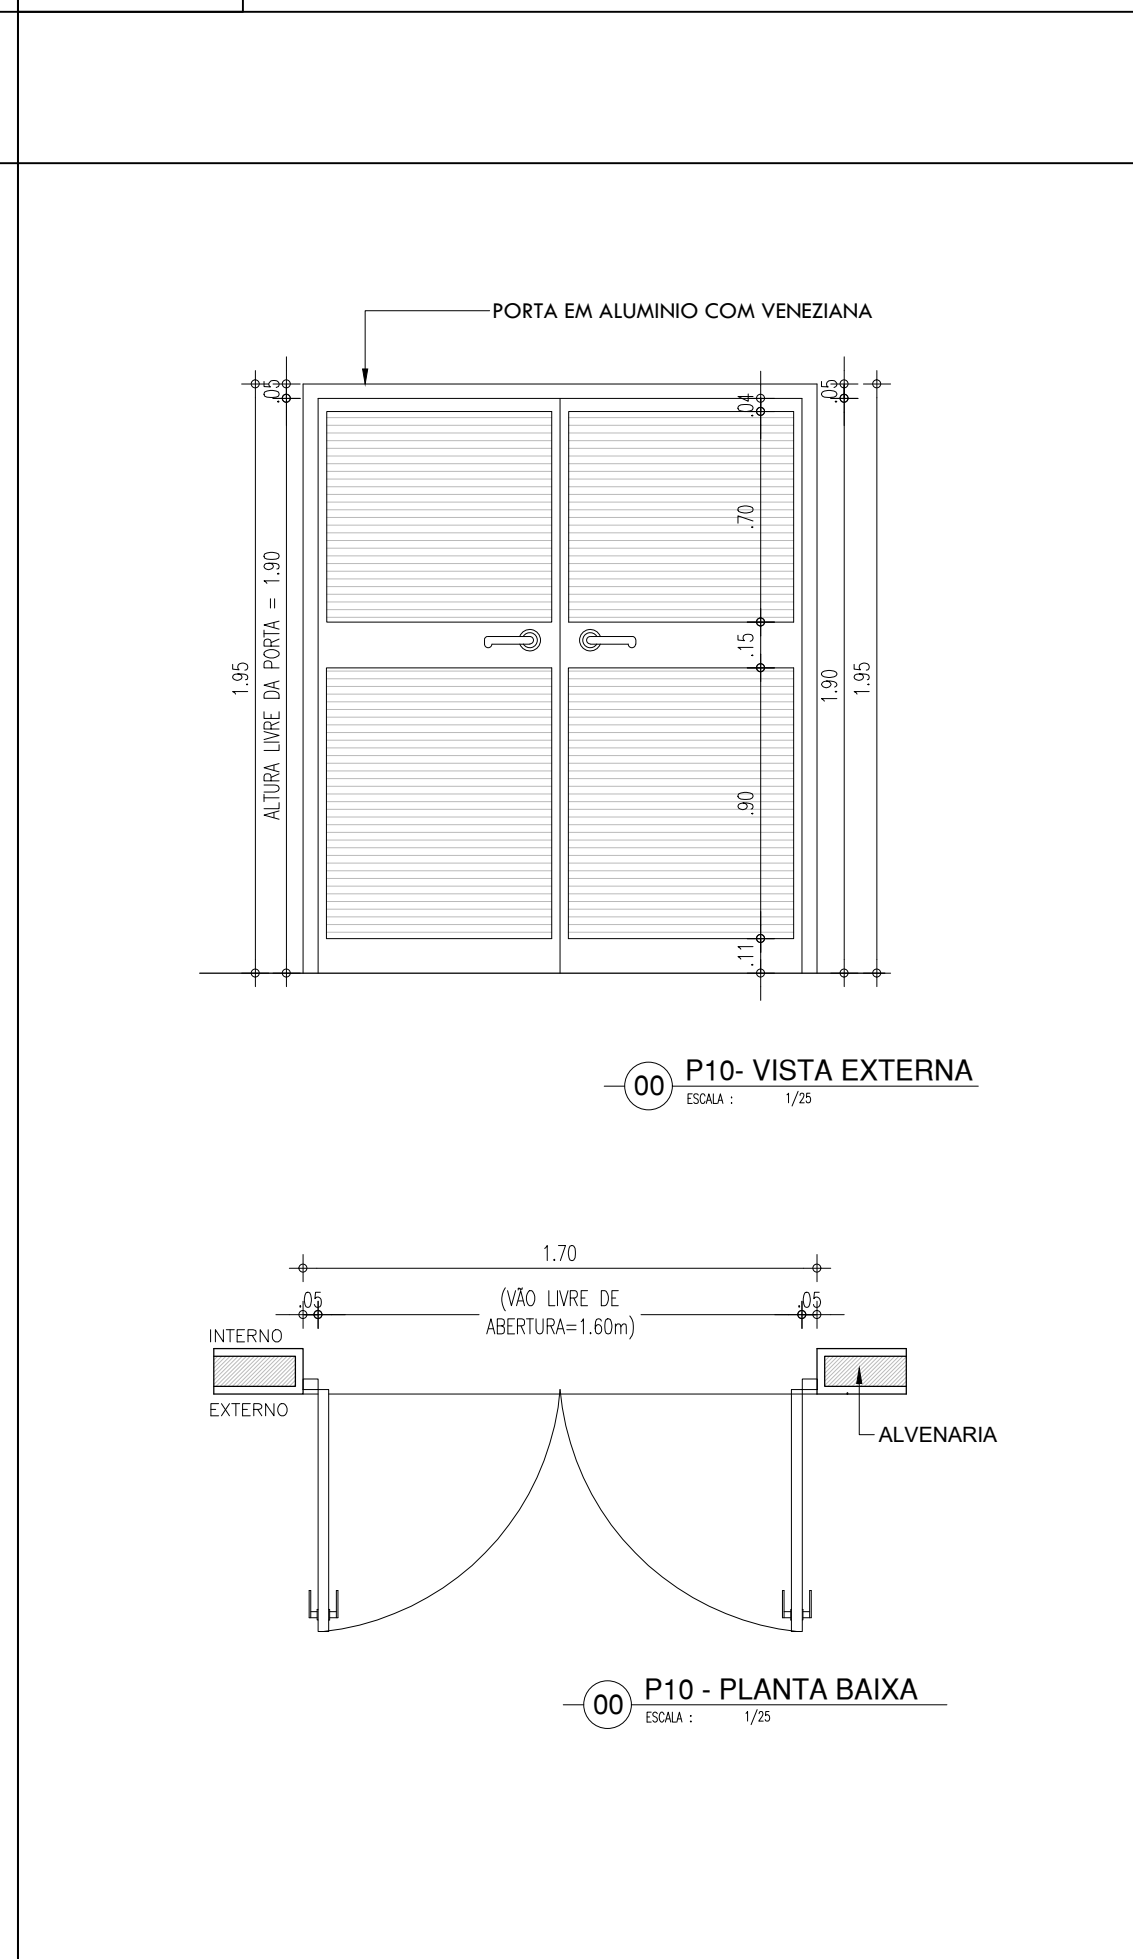 PORTA EM ALUMINIO COM VENEZIANA
.05
.05
.04
.70
.15
.90
.11
1.95
ALTURA LIVRE DA PORTA = 1.90
1.90
1.95
00
P10- VISTA EXTERNA
ESCALA : 1/25
1.70
.05
(VÃO LIVRE DE
ABERTURA=1.60m)
.05
INTERNO
EXTERNO
ALVENARIA
00
P10 - PLANTA BAIXA
ESCALA : 1/25